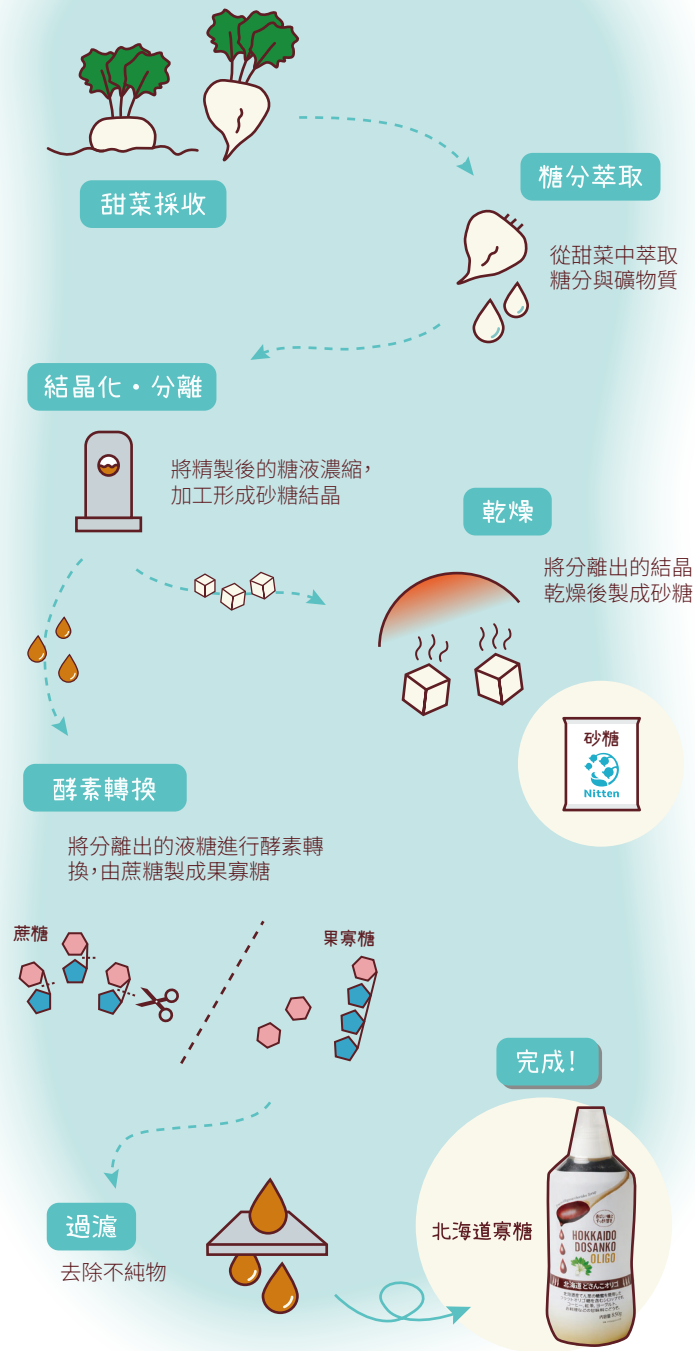 甜菜採收
糖分萃取
從甜菜中萃取
糖分與礦物質
結晶化・分離
將精製後的糖液濃縮,
加工形成砂糖結晶
乾燥
將分離出的結晶
乾燥後製成砂糖
砂糖
Nitten
酵素轉換
將分離出的液糖進行酵素轉
換,由蔗糖製成果寡糖
蔗糖
果寡糖
完成!
過濾
去除不純物
北海道寡糖
HOKKAIDO
DOSANKO
OLIGO
北海道どさんこオリゴ